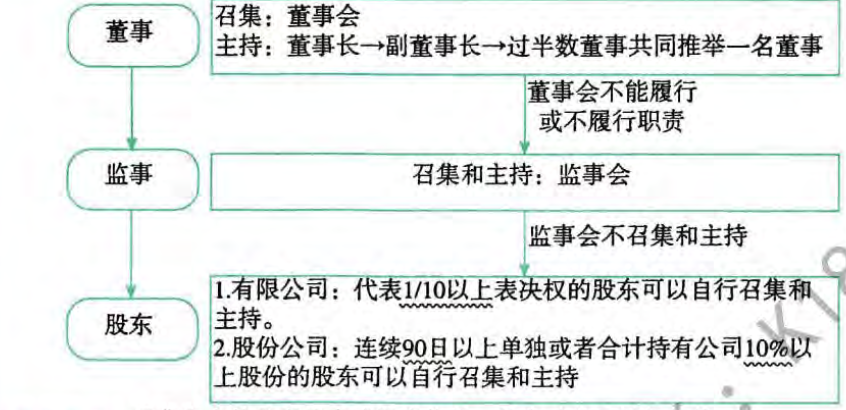 董事
召集：董事会
主持：董事长→副董事长→过半数董事共同推举一名董事
董事会不能履行
或不履行职责
监事
召集和主持：监事会
监事会不召集和主持
股东
1.有限公司：代表1/10以上表决权的股东可以自行召集和
主持。
2.股份公司：连续90日以上单独或者合计持有公司10%以
上股份的股东可以自行召集和主持